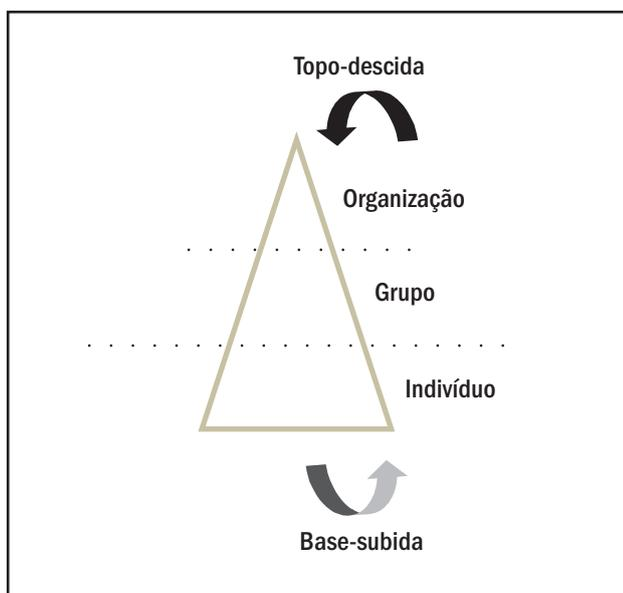 Topo-descida
Organização
Grupo
Indivíduo
Base-subida